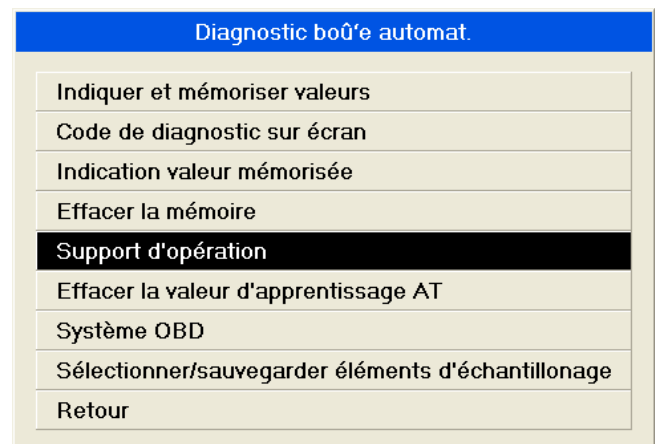 Diagnostic boû‘e automat.
Indiquer et mémoriser valeurs
Code de diagnostic sur écran
Indication valeur mémorisée
Effacer la mémoire
Support d'opération
Effacer la valeur d'apprentissage AT
Système OBD
Sélectionner/sauvegarder éléments d'échantillonage
Retour